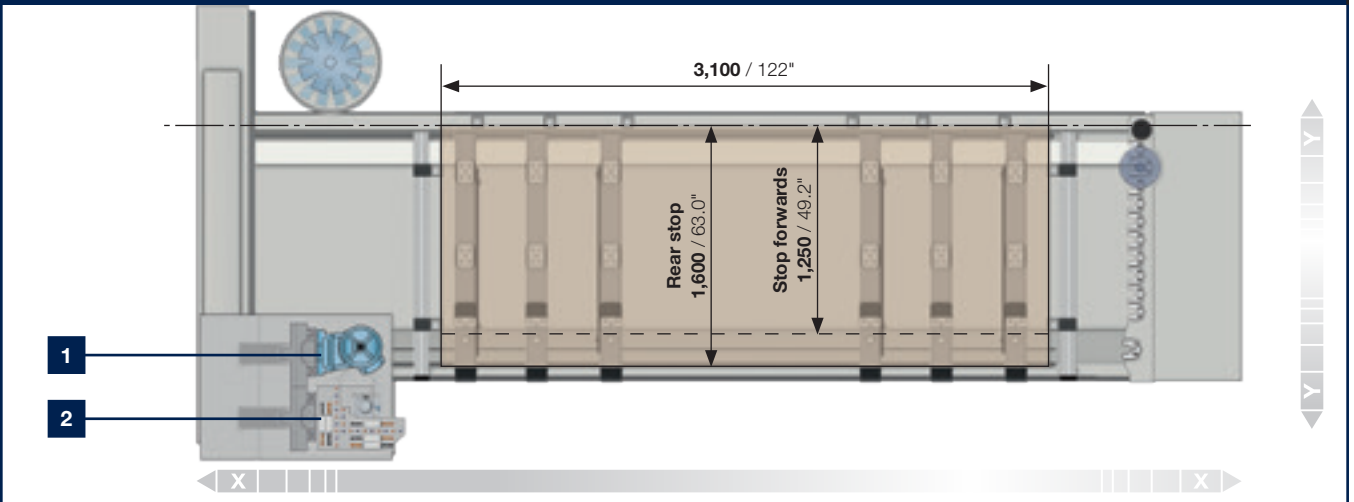 3,100 / 122"
Rear stop
1,600 / 63.0"
Stop forwards
1,250 / 49.2"
Y
Y
1
2
X
X